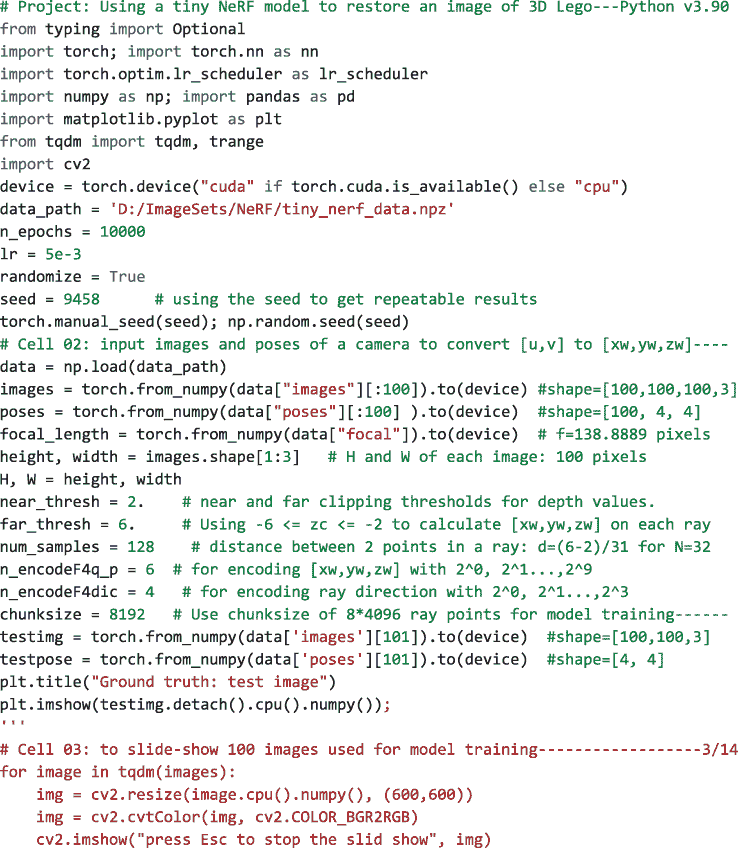 # Project: Using a tiny NeRF model to restore an image of 3D Lego---Python v3.90
from typing import Optional
import torch; import torch.nn as nn
import torch.optim.lr_scheduler as lr_scheduler
import numpy as np; import pandas as pd
import matplotlib.pyplot as plt
from tqdm import tqdm, trange
import cv2
device = torch.device("cuda" if torch.cuda.is_available() else "cpu")
data_path = 'D:/ImageSets/NeRF/tiny_nerf_data.npz'
n_epochs = 10000
lr = 5e-3
randomize = True
seed = 9458      # using the seed to get repeatable results
torch.manual_seed(seed); np.random.seed(seed)
# Cell 02: input images and poses of a camera to convert [u,v] to [xw,yw,zw]----
data = np.load(data_path)
images = torch.from_numpy(data["images"][:100]).to(device) #shape=[100,100,100,3]
poses = torch.from_numpy(data["poses"][:100] ).to(device)  #shape=[100, 4, 4]
focal_length = torch.from_numpy(data["focal"]).to(device)  # f=138.8889 pixels
height, width = images.shape[1:3]   # H and W of each image: 100 pixels
H, W = height, width
near_thresh = 2.    # near and far clipping thresholds for depth values.
far_thresh = 6.     # Using -6 <= zc <= -2 to calculate [xw,yw,zw] on each ray
num_samples = 128    # distance between 2 points in a ray: d=(6-2)/31 for N=32
n_encodeF4q_p = 6  # for encoding [xw,yw,zw] with 2^0, 2^1...,2^9
n_encodeF4dic = 4   # for encoding ray direction with 2^0, 2^1...,2^3
chunksize = 8192   # Use chunksize of 8*4096 ray points for model training------
testimg = torch.from_numpy(data['images'][101]).to(device)  #shape=[100,100,3]
testpose = torch.from_numpy(data['poses'][101]).to(device)  #shape=[4, 4]
plt.title("Ground truth: test image")
plt.imshow(testimg.detach().cpu().numpy());
'''
# Cell 03: to slide-show 100 images used for model training------------------3/14
for image in tqdm(images):
    img = cv2.resize(image.cpu().numpy(), (600,600))
    img = cv2.cvtColor(img, cv2.COLOR_BGR2RGB)
    cv2.imshow("press Esc to stop the slid show", img)